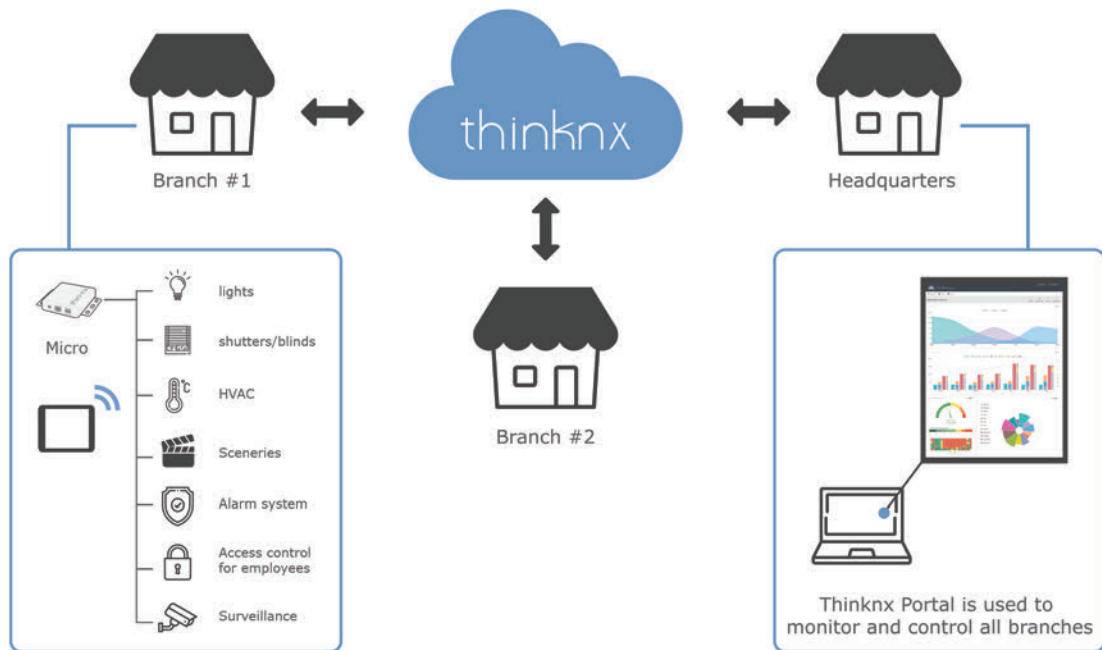 thinknx
Branch #1
Headquarters
Branch #2
Micro
lights
shutters/blinds
°C
HVAC
Sceneries
Alarm system
Access control
for employees
Surveillance
Thinknx Portal is used to
monitor and control all branches